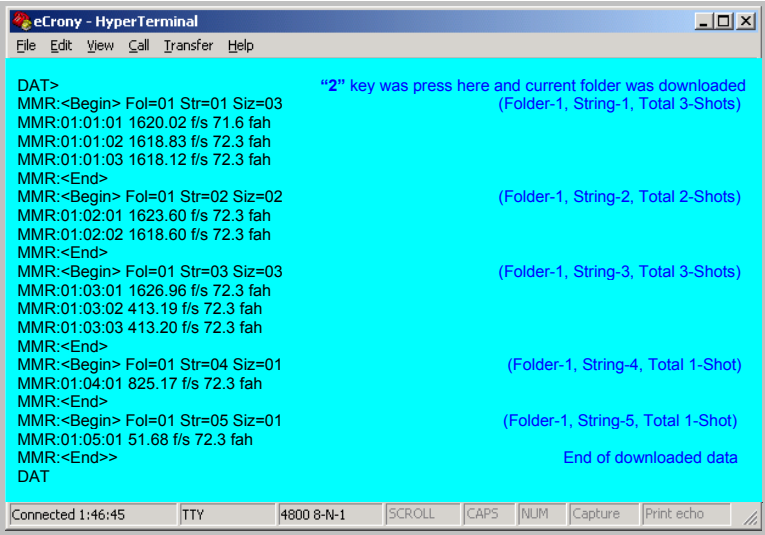 eCrony - HyperTerminal
File Edit View Call Transfer Help
DAT> “2” key was press here and current folder was downloaded
MMR:<Begin> Fol=01 Str=01 Siz=03 (Folder-1, String-1, Total 3-Shots)
MMR:01:01:01 1620.02 f/s 71.6 fah
MMR:01:01:02 1618.83 f/s 72.3 fah
MMR:01:01:03 1618.12 f/s 72.3 fah
MMR:<End>
MMR:<Begin> Fol=01 Str=02 Siz=02 (Folder-1, String-2, Total 2-Shots)
MMR:01:02:01 1623.60 f/s 72.3 fah
MMR:01:02:02 1618.60 f/s 72.3 fah
MMR:<End>
MMR:<Begin> Fol=01 Str=03 Siz=03 (Folder-1, String-3, Total 3-Shots)
MMR:01:03:01 1626.96 f/s 72.3 fah
MMR:01:03:02 413.19 f/s 72.3 fah
MMR:01:03:03 413.20 f/s 72.3 fah
MMR:<End>
MMR:<Begin> Fol=01 Str=04 Siz=01 (Folder-1, String-4, Total 1-Shot)
MMR:01:04:01 825.17 f/s 72.3 fah
MMR:<End>
MMR:<Begin> Fol=01 Str=05 Siz=01 (Folder-1, String-5, Total 1-Shot)
MMR:01:05:01 51.68 f/s 72.3 fah
MMR:<End>> End of downloaded data
DAT
Connected 1:46:45 TTY 4800 8-N-1 SCROLL CAPS NUM Capture Print echo